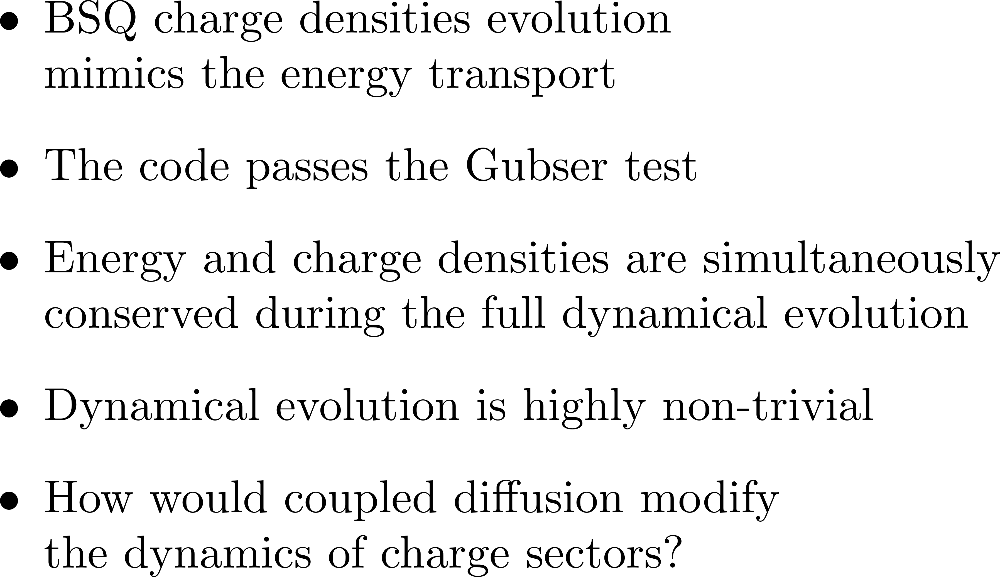 • BSQ charge densities evolution
mimics the energy transport
• The code passes the Gubser test
• Energy and charge densities are simultaneously
conserved during the full dynamical evolution
• Dynamical evolution is highly non-trivial
• How would coupled diffusion modify
the dynamics of charge sectors?